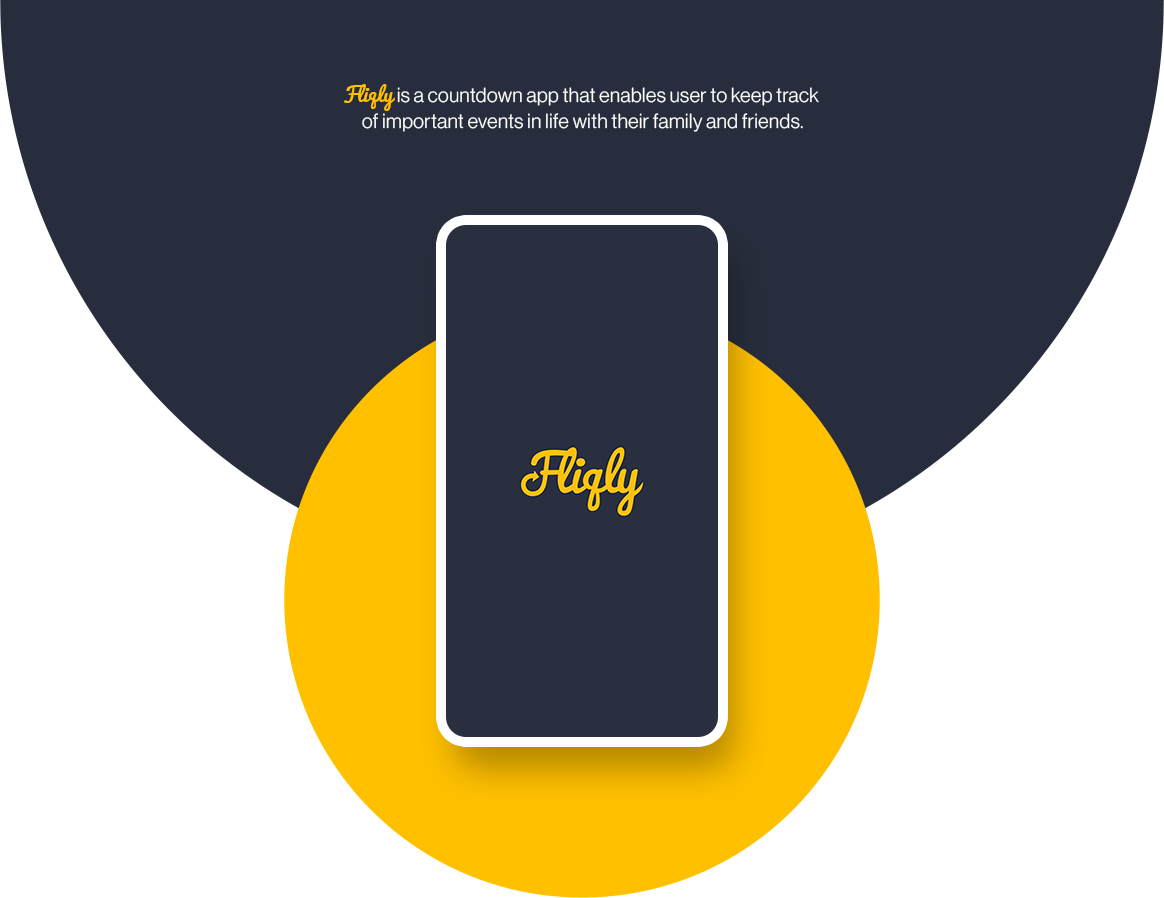 Fliqly is a countdown app that enables user to keep track
of important events in life with their family and friends.
Fliqly